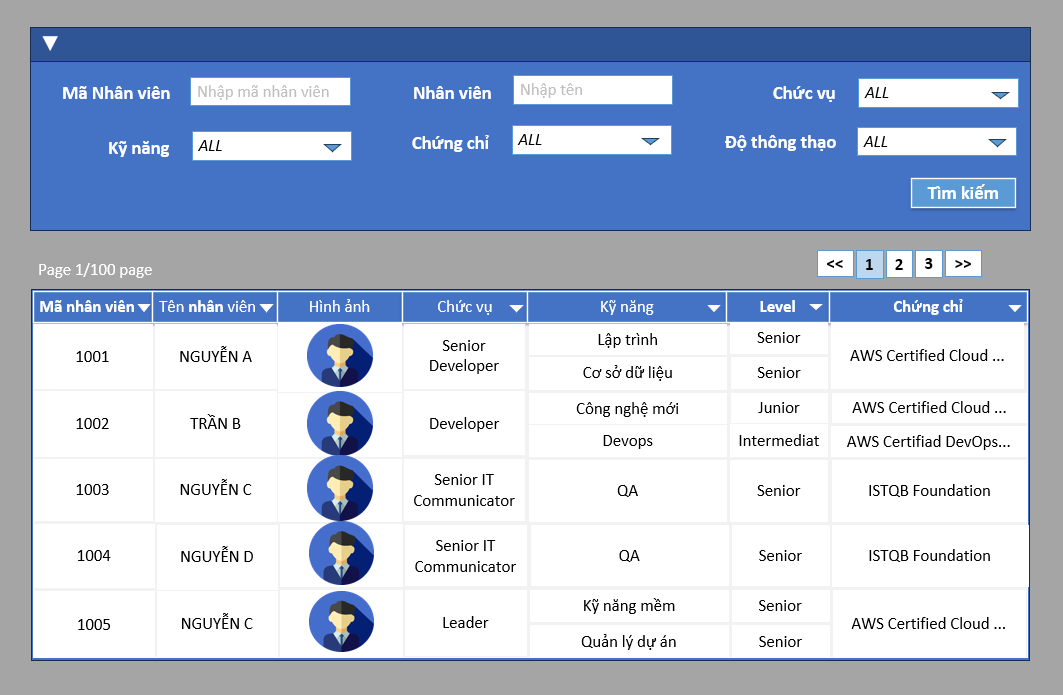 ▼
Mã Nhân viên Nhập mã nhân viên Nhân viên Nhập tên Chức vụ ALL
Kỹ năng ALL Chứng chỉ ALL Độ thông thạo ALL
Tìm kiếm
Page 1/100 page << 1 2 3 >>
Mã nhân viên Tên nhân viên Hình ảnh Chức vụ Kỹ năng Level Chứng chỉ
1001 NGUYỄN A Senior Developer Lập trình Senior AWS Certified Cloud ...
Cơ sở dữ liệu Senior
1002 TRẦN B Developer Công nghệ mới Junior AWS Certified Cloud ...
Devops Intermediat AWS Certifiad DevOps...
1003 NGUYỄN C Senior IT Communicator QA Senior ISTQB Foundation
1004 NGUYỄN D Senior IT Communicator QA Senior ISTQB Foundation
1005 NGUYỄN C Leader Kỹ năng mềm Senior AWS Certified Cloud ...
Quản lý dự án Senior